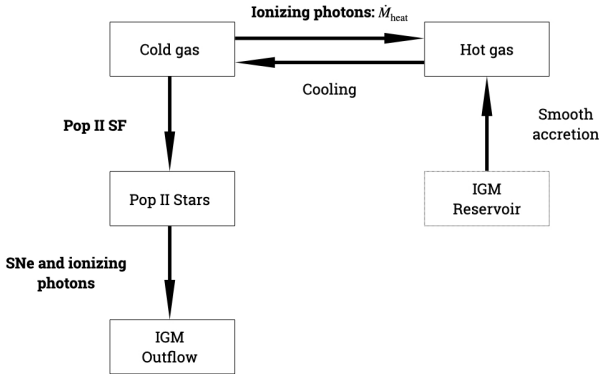 Ionizing photons: Ṁheat
Cold gas
Hot gas
Cooling
Pop II SF
Smooth
accretion
Pop II Stars
IGM
Reservoir
SNe and ionizing
photons
IGM
Outflow